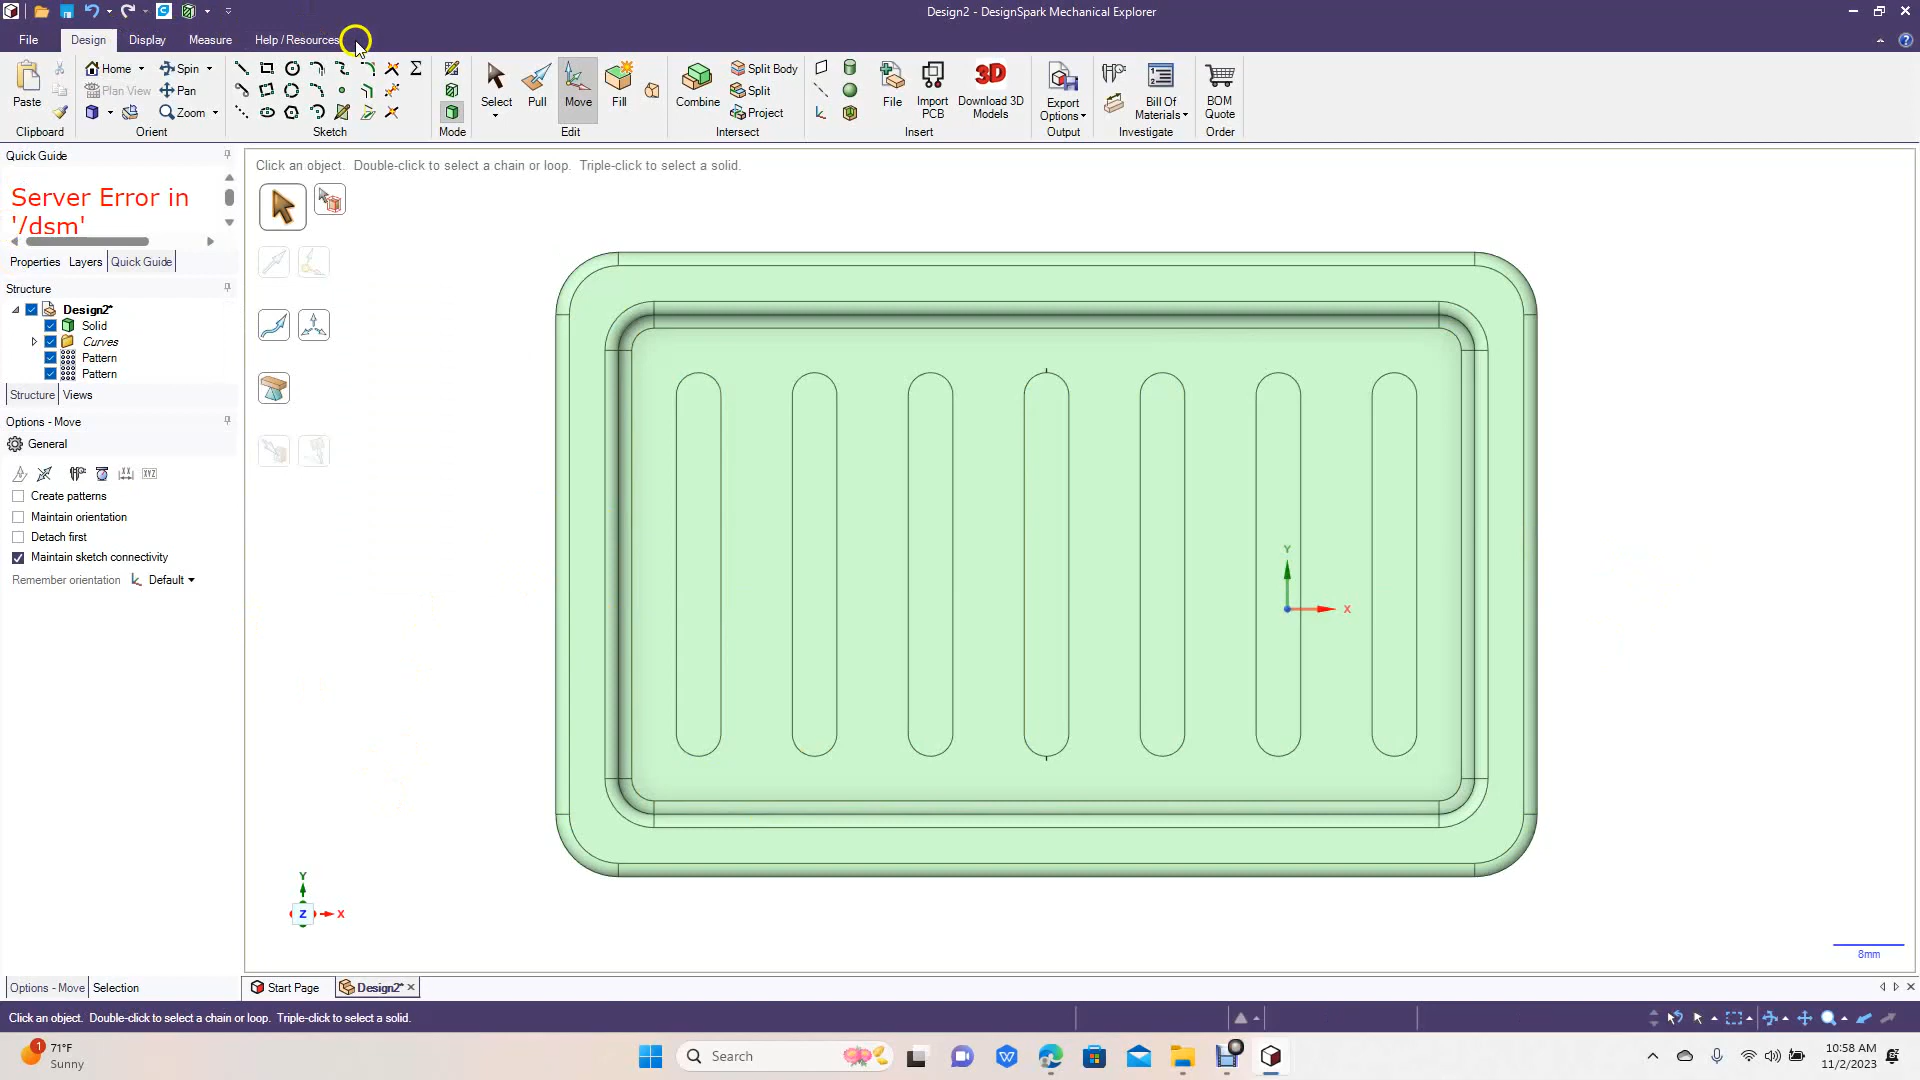 Design2 - DesignSpark Mechanical Explorer
File
Design
Display
Measure
Help / Resources
Home
Spin
Plan View
Pan
Zoom
Paste
Select
Pull
Move
Fill
Combine
Split Body
Split
Project
File
Import PCB
3D
Download 3D Models
Export Options
Bill Of Materials
BOM Quote
Clipboard
Orient
Sketch
Mode
Edit
Intersect
Insert
Output
Investigate
Order
Quick Guide
Server Error in
'/dsm'
Properties
Layers
Quick Guide
Structure
Design2*
Solid
Curves
Pattern
Pattern
Structure
Views
Options - Move
General
XYZ
Create patterns
Maintain orientation
Detach first
Maintain sketch connectivity
Remember orientation
Default
Click an object. Double-click to select a chain or loop. Triple-click to select a solid.
Y
X
Y
Z
X
8mm
Options - Move
Selection
Start Page
Design2*
Click an object. Double-click to select a chain or loop. Triple-click to select a solid.
1
71°F
Sunny
Search
10:58 AM
11/2/2023